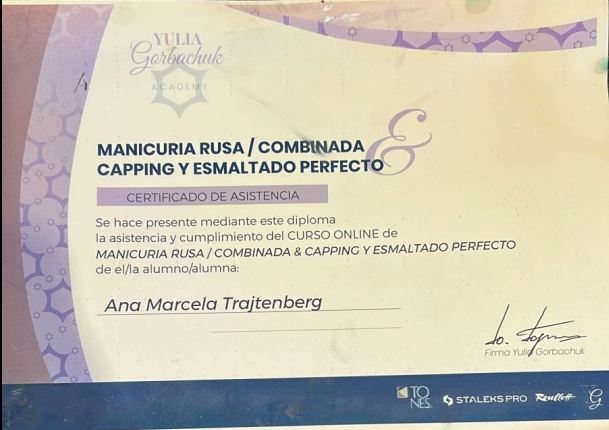 YULIA
Gorbachuk
ACADEMY
&
MANICURIA RUSA / COMBINADA
CAPPING Y ESMALTADO PERFECTO
CERTIFICADO DE ASISTENCIA
Se hace presente mediante este diploma
la asistencia y cumplimiento del CURSO ONLINE de
MANICURIA RUSA / COMBINADA & CAPPING Y ESMALTADO PERFECTO
de el/la alumno/alumna:
Ana Marcela Trajtenberg
Firma Yulia Gorbachuk
TO
NES.
STALEKS PRO